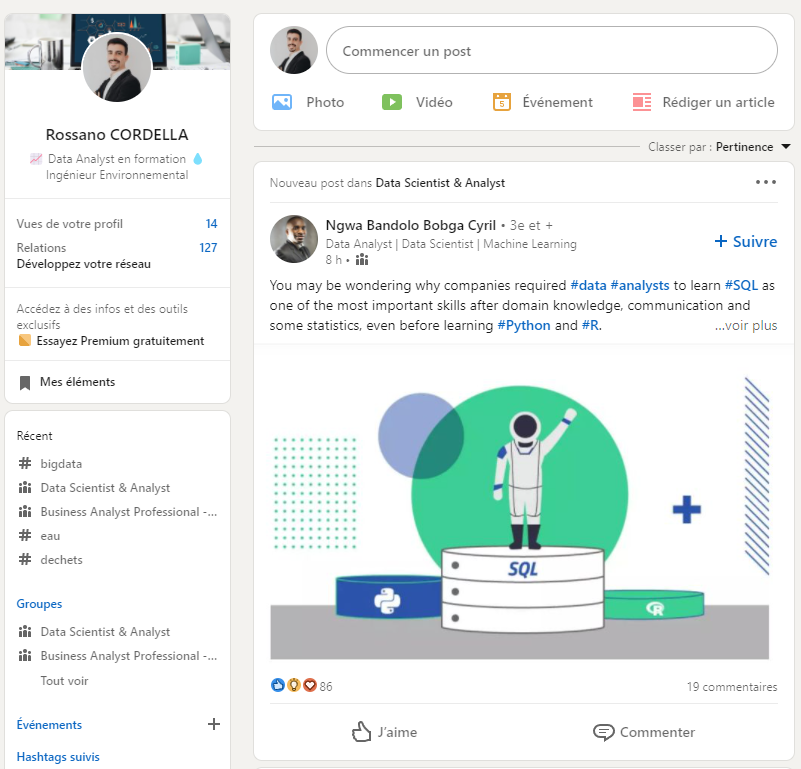 Rossano CORDELLA
📈 Data Analyst en formation 💧
Ingénieur Environnemental
Vues de votre profil 14
Relations 127
Développez votre réseau
Accédez à des infos et des outils
exclusifs
Essayez Premium gratuitement
Mes éléments
Récent
# bigdata
Data Scientist & Analyst
Business Analyst Professional -...
# eau
# dechets
Groupes
Data Scientist & Analyst
Business Analyst Professional -...
Tout voir
Événements +
Hashtags suivis
Commencer un post
Photo
Vidéo
5
Événement
Rédiger un article
Classer par : Pertinence
Nouveau post dans Data Scientist & Analyst
Ngwa Bandolo Bobga Cyril • 3e et +
Data Analyst | Data Scientist | Machine Learning
8 h •
+ Suivre
You may be wondering why companies required #data #analysts to learn #SQL as
one of the most important skills after domain knowledge, communication and
some statistics, even before learning #Python and #R. ...voir plus
SQL
R
86
19 commentaires
J'aime
Commenter